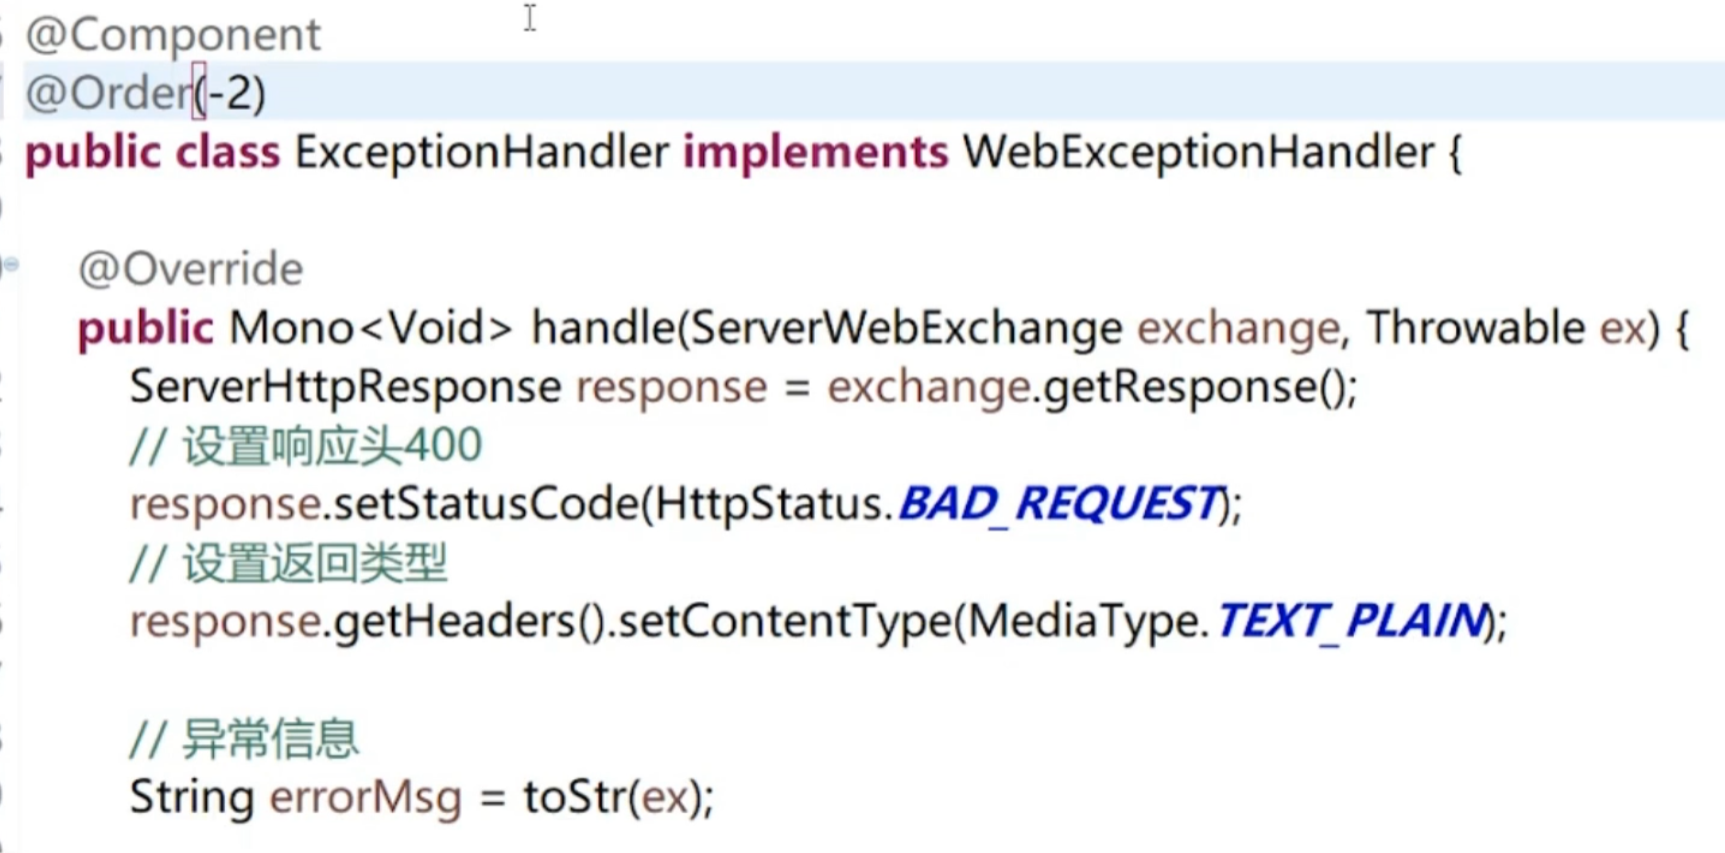 @Component
@Order(-2)
public class ExceptionHandler implements WebExceptionHandler {
@Override
public Mono<Void> handle(ServerWebExchange exchange, Throwable ex) {
ServerHttpResponse response = exchange.getResponse();
// 设置响应头400
response.setStatusCode(HttpStatus.BAD_REQUEST);
// 设置返回类型
response.getHeaders().setContentType(MediaType.TEXT_PLAIN);
// 异常信息
String errorMsg = toStr(ex);